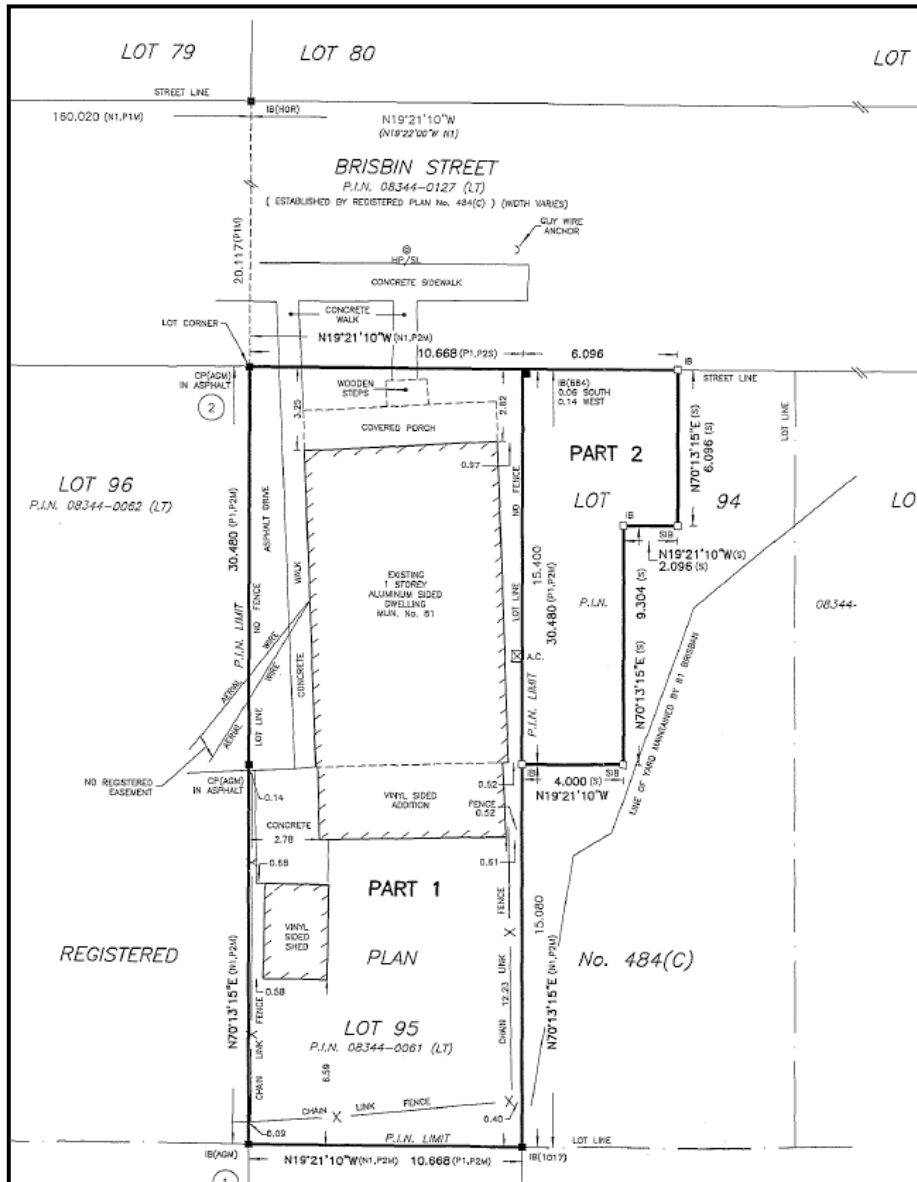 LOT 79
LOT 80
LOT
STREET LINE
160.020 (N1,P1M)
IB(HOR)
N19°21'10"W
(N19°22'00"W N1)
BRISBIN STREET
P.I.N. 08344-0127 (LT)
( ESTABLISHED BY REGISTERED PLAN No. 484(C) ) (WIDTH VARIES)
20.117(P1M)
GUY WIRE
ANCHOR
HP/SL
CONCRETE SIDEWALK
CONCRETE
WALK
LOT CORNER
N19°21'10"W (N1,P2M)
10.668 (P1,P2S)
6.096
IB
CP(AGM)
IN ASPHALT
2
3.25
WOODEN
STEPS
2.82
IB(684)
0.06 SOUTH
0.14 WEST
STREET LINE
COVERED PORCH
0.97
PART 2
N70°13'15"E (S)
6.096 (S)
LOT LINE
LOT 96
P.I.N. 08344-0062 (LT)
LOT
94
LO
IB
SIB
N19°21'10"W(S)
2.096 (S)
30.480 (P1,P2M)
ASPHALT DRIVE
NO FENCE
WALK
EXISTING
1 STOREY
ALUMINUM SIDED
DWELLING
MUN. No. 81
NO FENCE
LOT LINE
15.400
30.480 (P1,P2M)
P.I.N.
9.304 (S)
N70°13'15"E (S)
08344-
P.I.N. LIMIT
AERIAL WIRE
AERIAL WIRE
CONCRETE
LOT LINE
A.C.
P.I.N. LIMIT
LINE OF YARD MAINTAINED BY 81 BRISBAN
NO REGISTERED
EASEMENT
CP(AGM)
IN ASPHALT
0.14
VINYL SIDED
ADDITION
0.52
FENCE
0.52
IB
4.000 (S)
SIB
N19°21'10"W
CONCRETE
2.78
0.68
0.61
PART 1
VINYL
SIDED
SHED
FENCE
15.080
REGISTERED
PLAN
No. 484(C)
0.58
N70°13'15"E (N1,P2M)
CHAIN LINK FENCE
CHAIN LINK
12.23
N70°13'15"E (N1,P2M)
LOT 95
P.I.N. 08344-0061 (LT)
6.59
CHAIN LINK FENCE
0.40
0.09
P.I.N. LIMIT
LOT LINE
IB(AGM)
N19°21'10"W(N1,P2M)
10.668 (P1,P2M)
IB(1017)